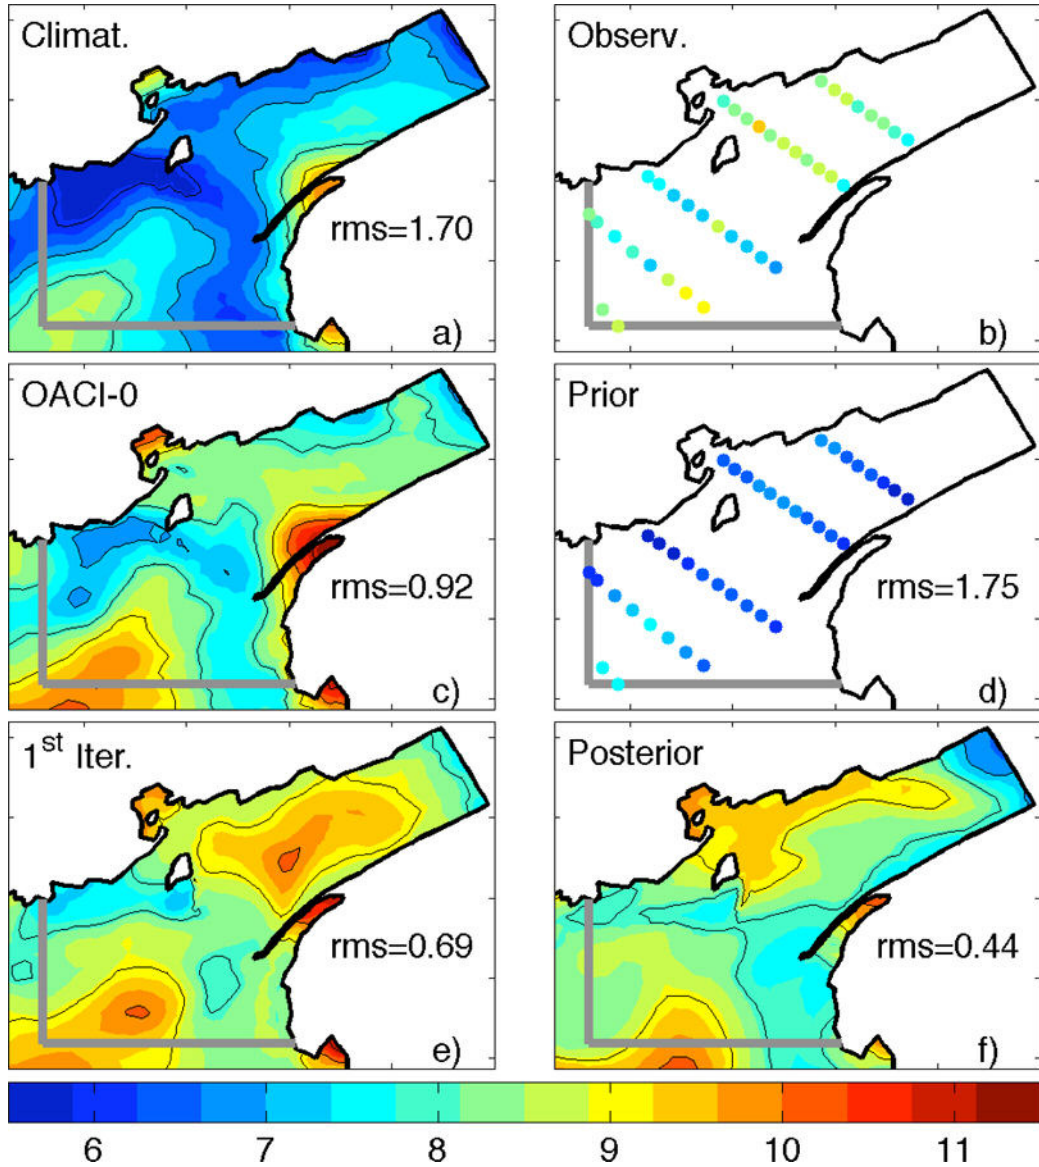 Climat.
rms=1.70
a)
Observ.
b)
OACI-0
rms=0.92
c)
Prior
rms=1.75
d)
1st Iter.
rms=0.69
e)
Posterior
rms=0.44
f)
6 7 8 9 10 11